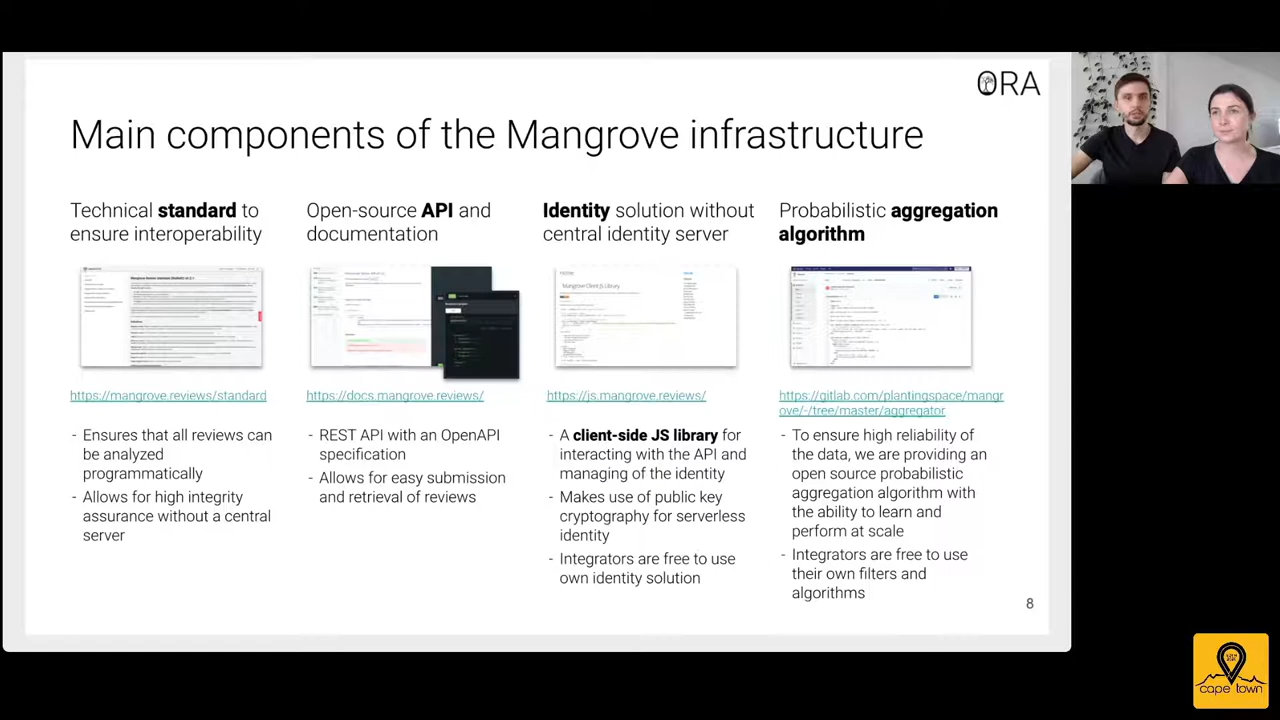 ORA
Main components of the Mangrove infrastructure
Technical standard to
ensure interoperability
https://mangrove.reviews/standard
- Ensures that all reviews can
be analyzed
programmatically
- Allows for high integrity
assurance without a central
server
Open-source API and
documentation
https://docs.mangrove.reviews/
- REST API with an OpenAPI
specification
- Allows for easy submission
and retrieval of reviews
Identity solution without
central identity server
Mangrove Client JS Library
https://js.mangrove.reviews/
- A client-side JS library for
interacting with the API and
managing of the identity
- Makes use of public key
cryptography for serverless
identity
- Integrators are free to use
own identity solution
Probabilistic aggregation
algorithm
https://gitlab.com/plantingspace/mangr
ove/-/tree/master/aggregator
- To ensure high reliability of
the data, we are providing an
open source probabilistic
aggregation algorithm with
the ability to learn and
perform at scale
- Integrators are free to use
their own filters and
algorithms
8
cape town